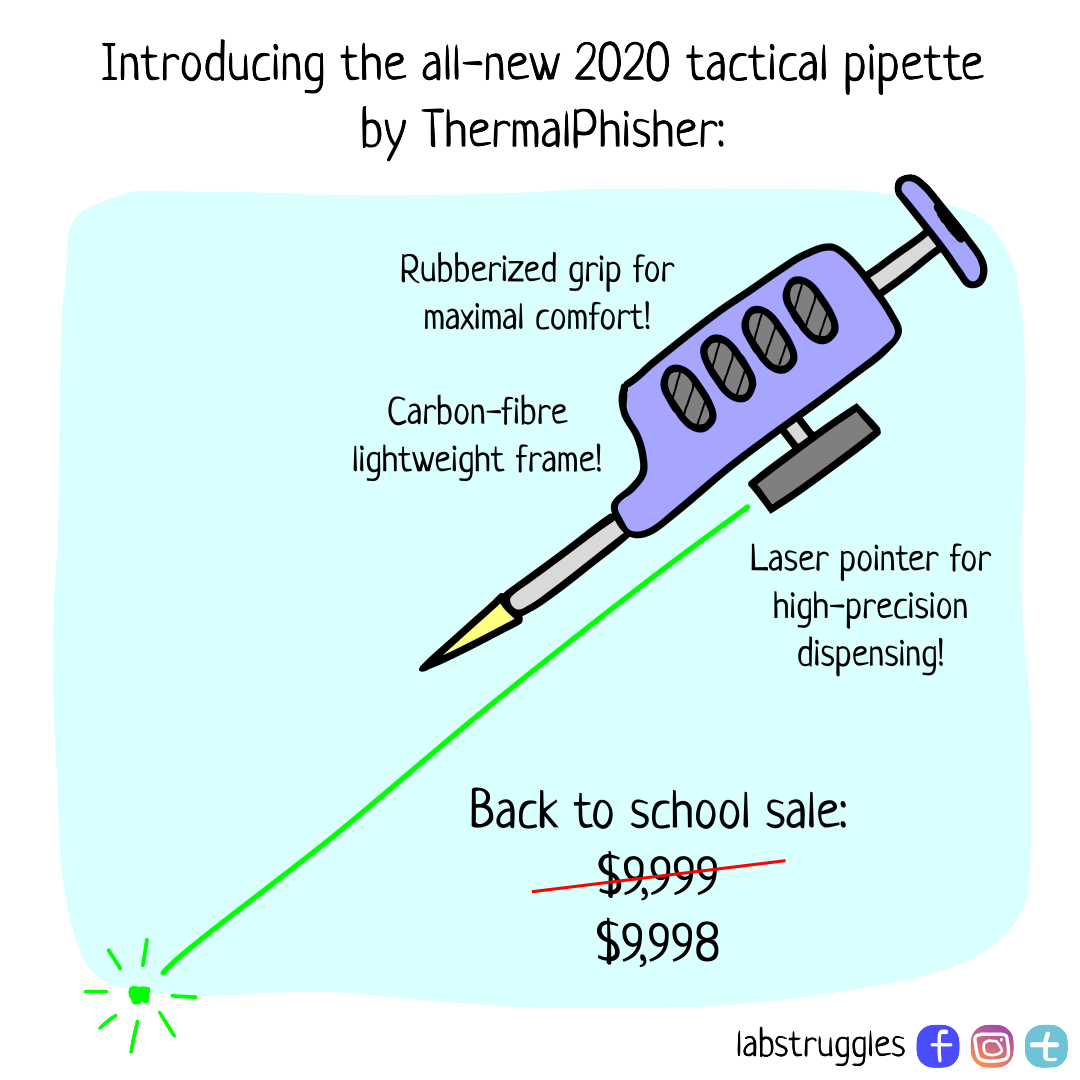 Introducing the all-new 2020 tactical pipette
by ThermalPhisher:
Rubberized grip for
maximal comfort!
Carbon-fibre
lightweight frame!
Laser pointer for
high-precision
dispensing!
Back to school sale:
$9,999
$9,998
labstruggles